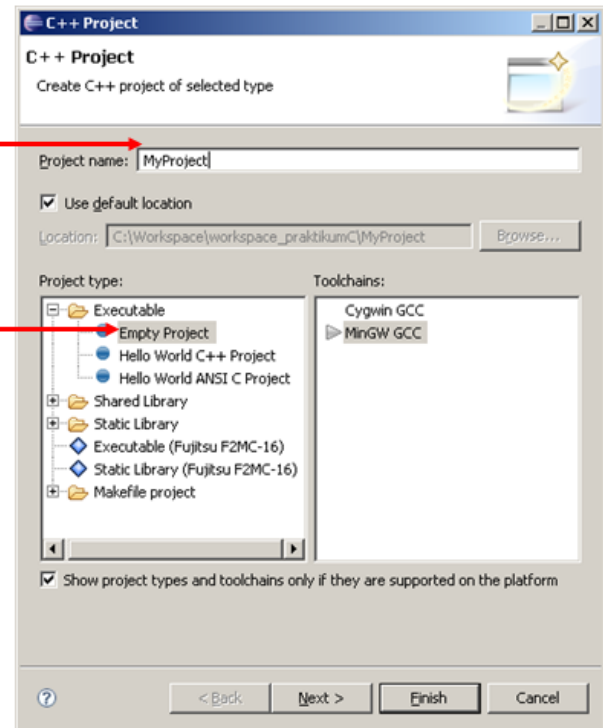 C++ Project
C++ Project
Create C++ project of selected type
Project name: MyProject
Use default location
Location: C:\Workspace\workspace_praktikumC\MyProject Browse...
Project type: Toolchains:
Executable Cygwin GCC
Empty Project MinGW GCC
Hello World C++ Project
Hello World ANSI C Project
Shared Library
Static Library
Executable (Fujitsu F2MC-16)
Static Library (Fujitsu F2MC-16)
Makefile project
Show project types and toolchains only if they are supported on the platform
? < Back Next > Finish Cancel